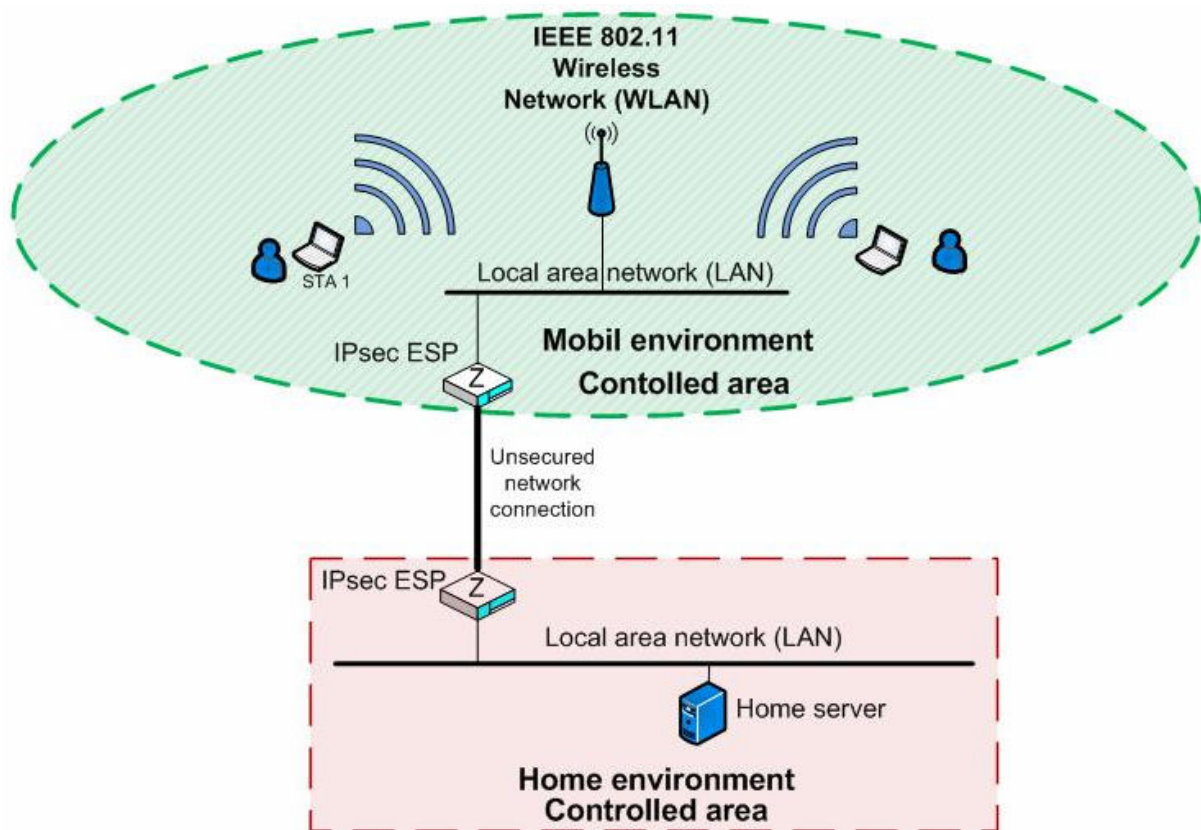 IEEE 802.11
Wireless
Network (WLAN)
STA 1
Local area network (LAN)
IPsec ESP
Z
Mobil environment
Contolled area
Unsecured
network
connection
IPsec ESP
Z
Local area network (LAN)
Home server
Home environment
Controlled area